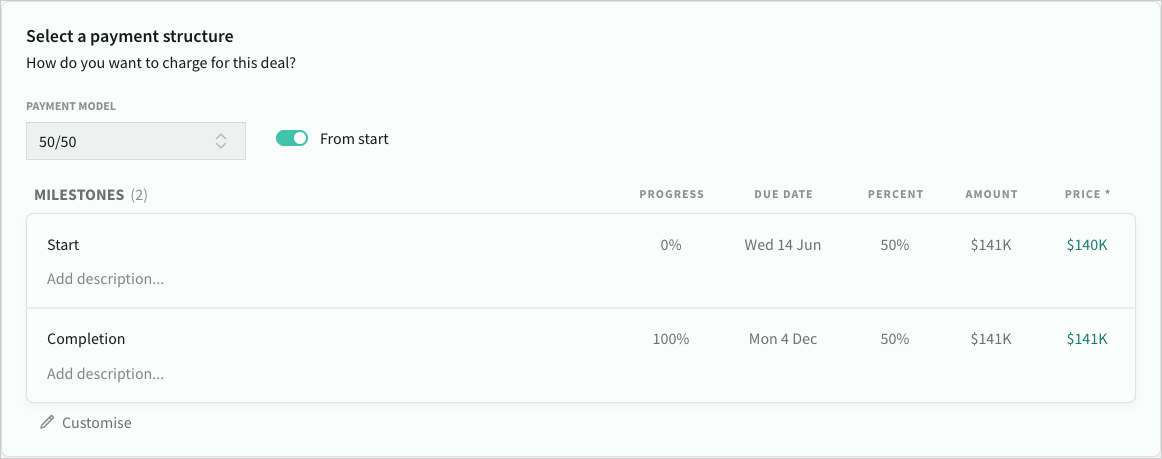 Select a payment structure
How do you want to charge for this deal?
PAYMENT MODEL
50/50
From start
MILESTONES (2) PROGRESS DUE DATE PERCENT AMOUNT PRICE *
Start 0% Wed 14 Jun 50% $141K $140K
Add description...
Completion 100% Mon 4 Dec 50% $141K $141K
Add description...
Customise